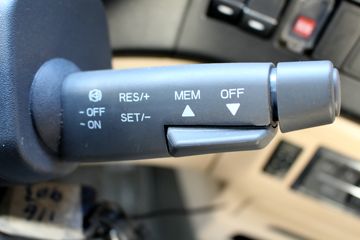 RES/+ MEM OFF
- OFF
- ON SET/-